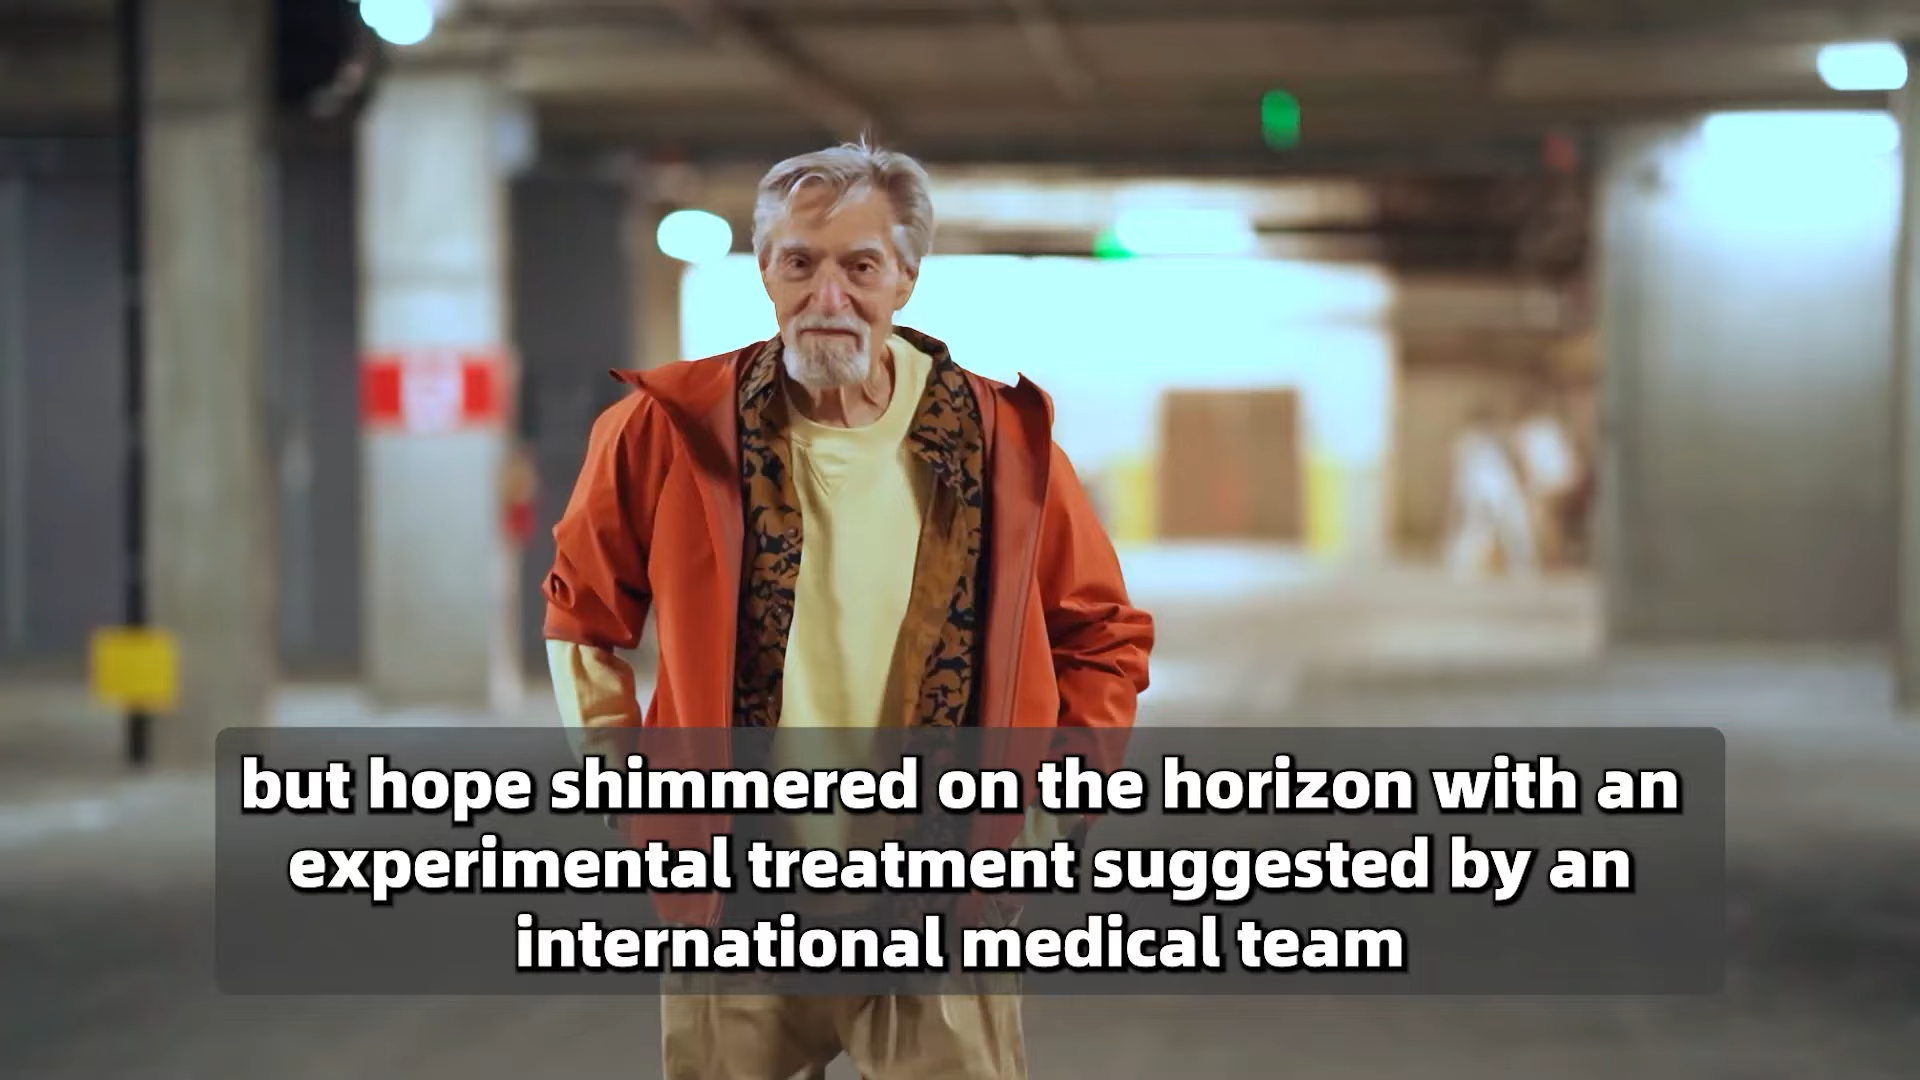 but hope shimmered on the horizon with an
experimental treatment suggested by an
international medical team